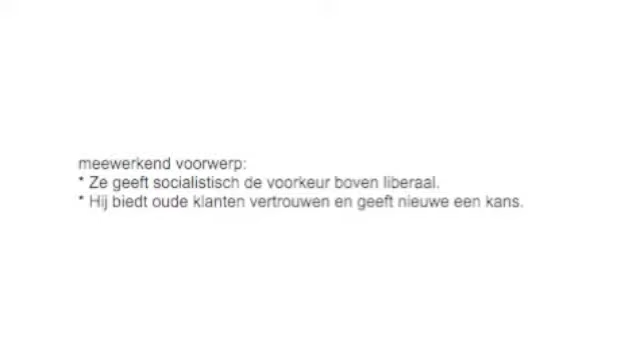 meewerkend voorwerp:
* Ze geeft socialistisch de voorkeur boven liberaal.
* Hij biedt oude klanten vertrouwen en geeft nieuwe een kans.